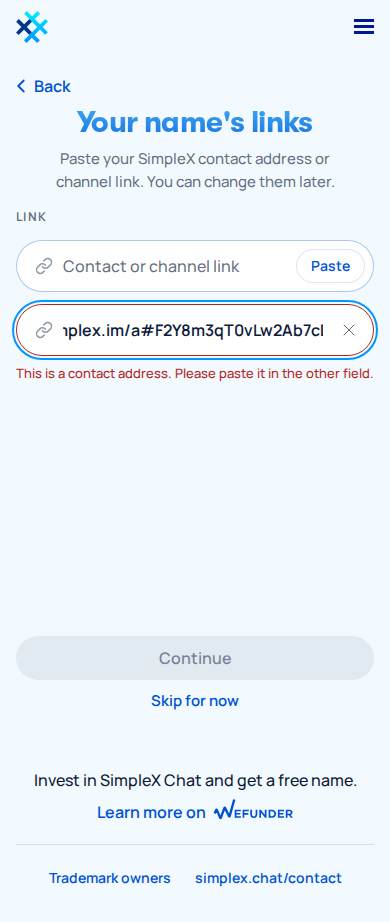 Back
Your name's links
Paste your SimpleX contact address or
channel link. You can change them later.
LINK
Contact or channel link
Paste
nplex.im/a#F2Y8m3qT0vLw2Ab7cI
This is a contact address. Please paste it in the other field.
Continue
Skip for now
Invest in SimpleX Chat and get a free name.
Learn more on WEFUNDER
Trademark owners simplex.chat/contact